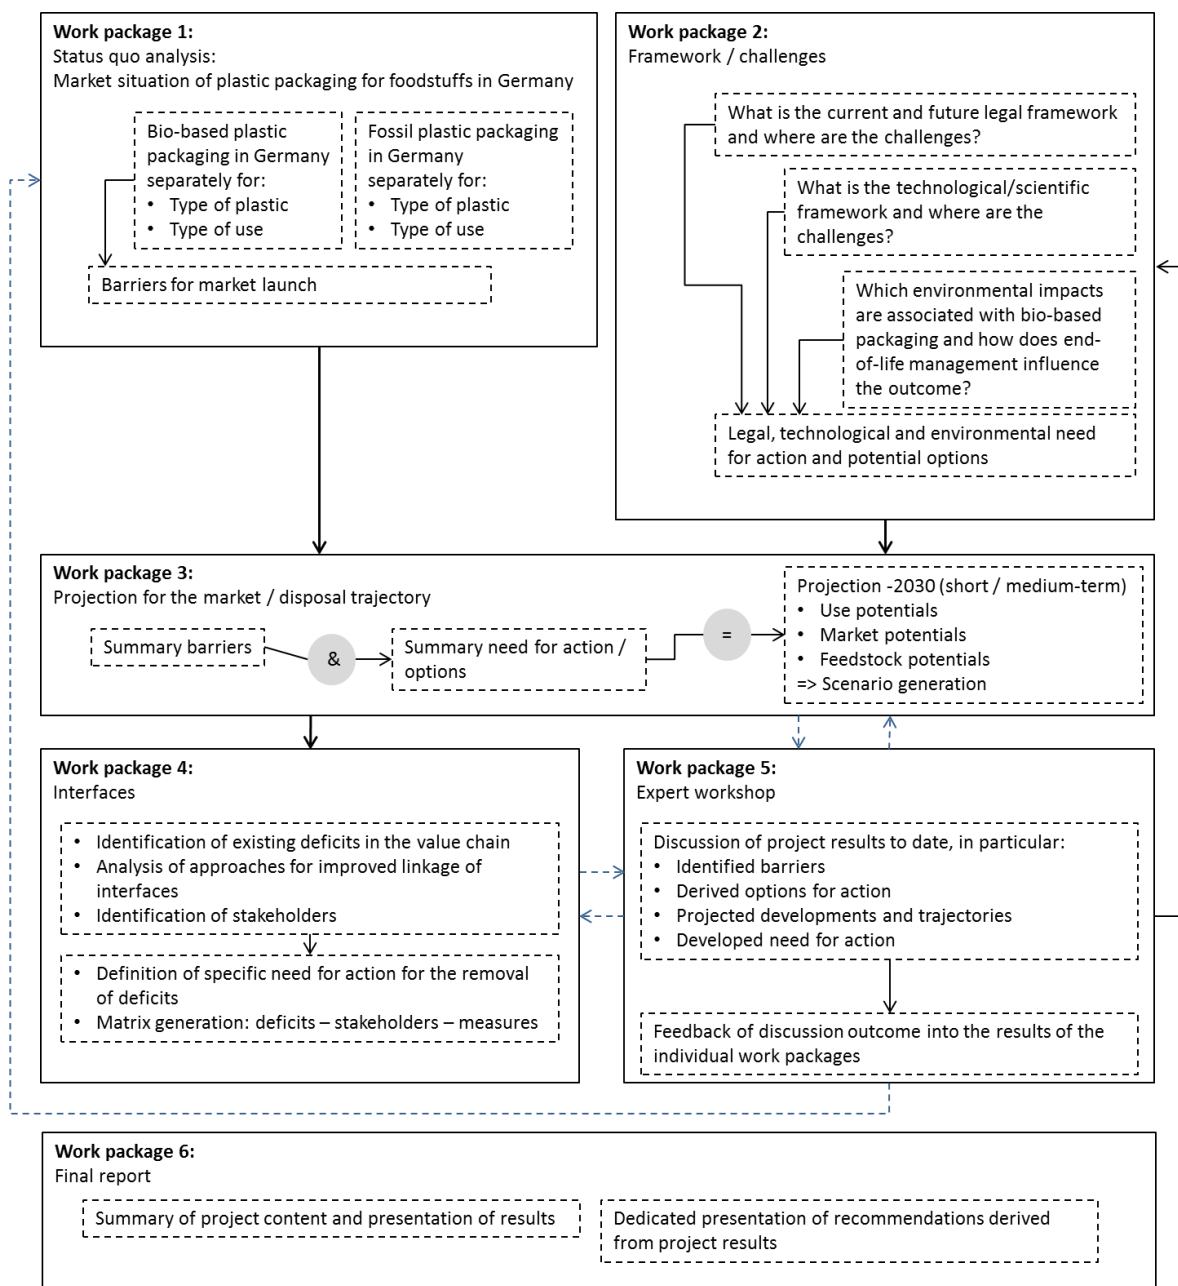 Work package 1:
Status quo analysis:
Market situation of plastic packaging for foodstuffs in Germany
Bio-based plastic
packaging in Germany
separately for:
• Type of plastic
• Type of use
Fossil plastic packaging
in Germany
separately for:
• Type of plastic
• Type of use
Barriers for market launch
Work package 2:
Framework / challenges
What is the current and future legal framework
and where are the challenges?
What is the technological/scientific
framework and where are the
challenges?
Which environmental impacts
are associated with bio-based
packaging and how does end-
of-life management influence
the outcome?
Legal, technological and environmental need
for action and potential options
Work package 3:
Projection for the market / disposal trajectory
Summary barriers
&
Summary need for action /
options
=
Projection -2030 (short / medium-term)
• Use potentials
• Market potentials
• Feedstock potentials
=> Scenario generation
Work package 4:
Interfaces
• Identification of existing deficits in the value chain
• Analysis of approaches for improved linkage of
interfaces
• Identification of stakeholders
• Definition of specific need for action for the removal
of deficits
• Matrix generation: deficits – stakeholders – measures
Work package 5:
Expert workshop
Discussion of project results to date, in particular:
• Identified barriers
• Derived options for action
• Projected developments and trajectories
• Developed need for action
Feedback of discussion outcome into the results of the
individual work packages
Work package 6:
Final report
Summary of project content and presentation of results
Dedicated presentation of recommendations derived
from project results